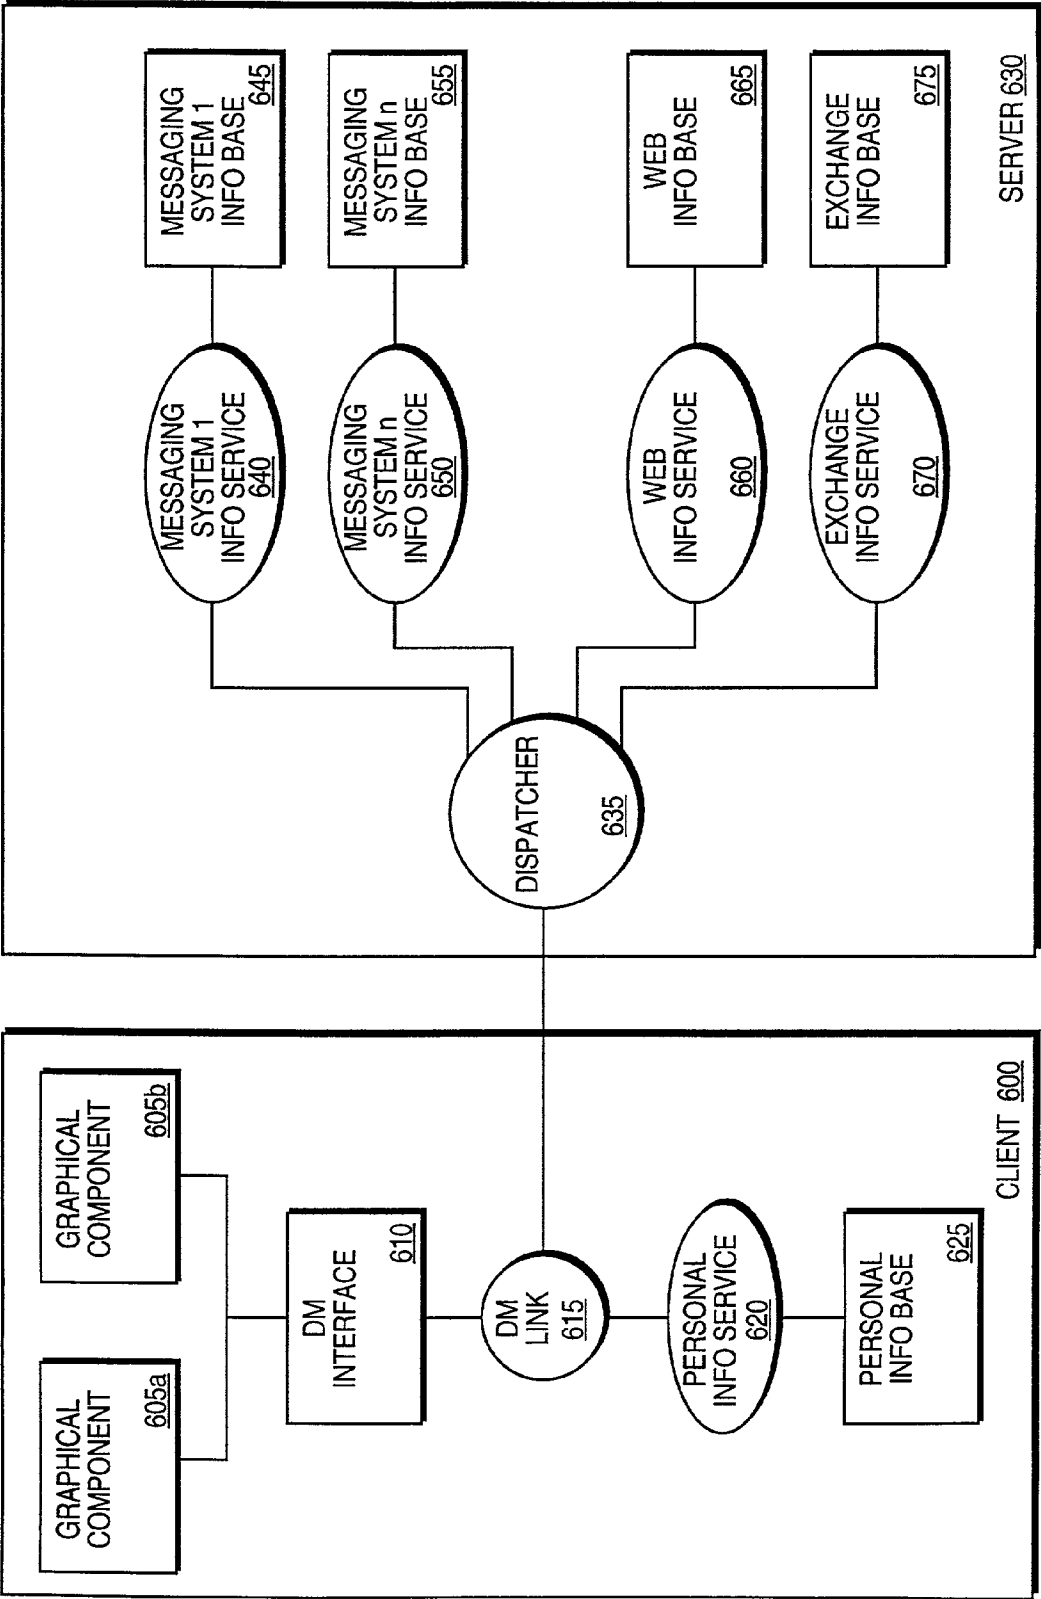 GRAPHICAL
COMPONENT
605a
GRAPHICAL
COMPONENT
605b
DM
INTERFACE
610
DM
LINK
615
PERSONAL
INFO SERVICE
620
PERSONAL
INFO BASE
625
CLIENT 600
DISPATCHER
635
MESSAGING
SYSTEM 1
INFO SERVICE
640
MESSAGING
SYSTEM 1
INFO BASE
645
MESSAGING
SYSTEM n
INFO SERVICE
650
MESSAGING
SYSTEM n
INFO BASE
655
WEB
INFO SERVICE
660
WEB
INFO BASE
665
EXCHANGE
INFO SERVICE
670
EXCHANGE
INFO BASE
675
SERVER 630